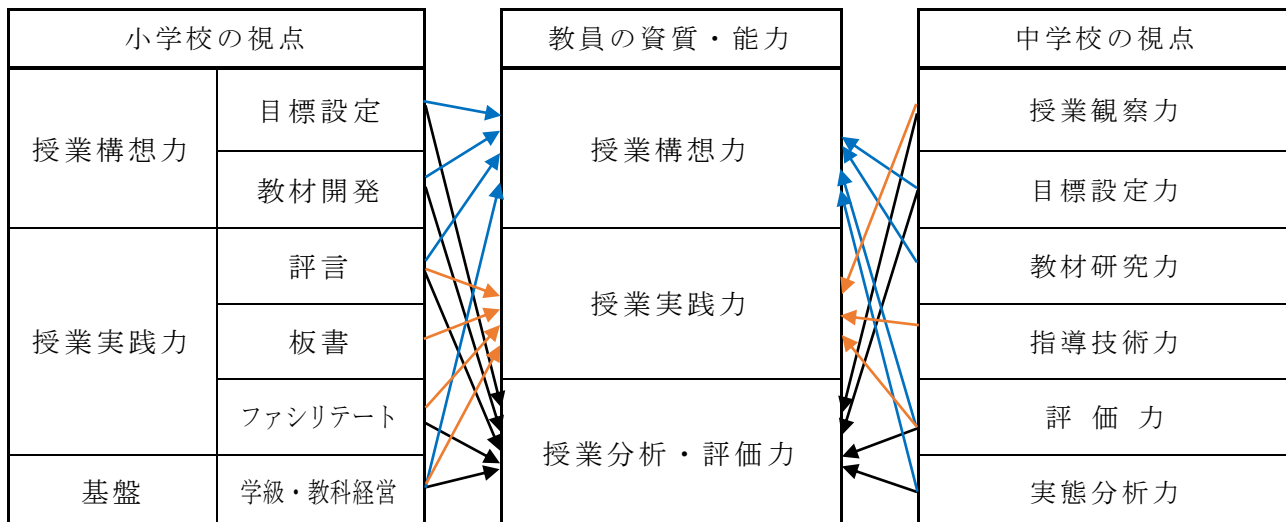 小学校の視点
教員の資質・能力
中学校の視点
授業構想力
目標設定
教材開発
授業実践力
評言
板書
ファシリテート
基盤
学級・教科経営
授業構想力
授業実践力
授業分析・評価力
授業観察力
目標設定力
教材研究力
指導技術力
評価力
実態分析力